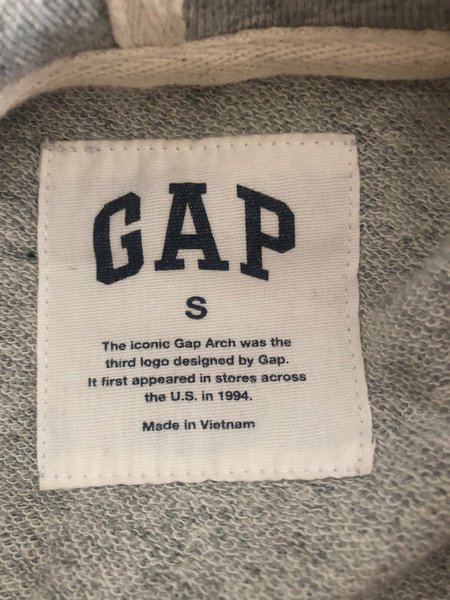 GAP
S
The iconic Gap Arch was the
third logo designed by Gap.
It first appeared in stores across
the U.S. in 1994.
Made in Vietnam